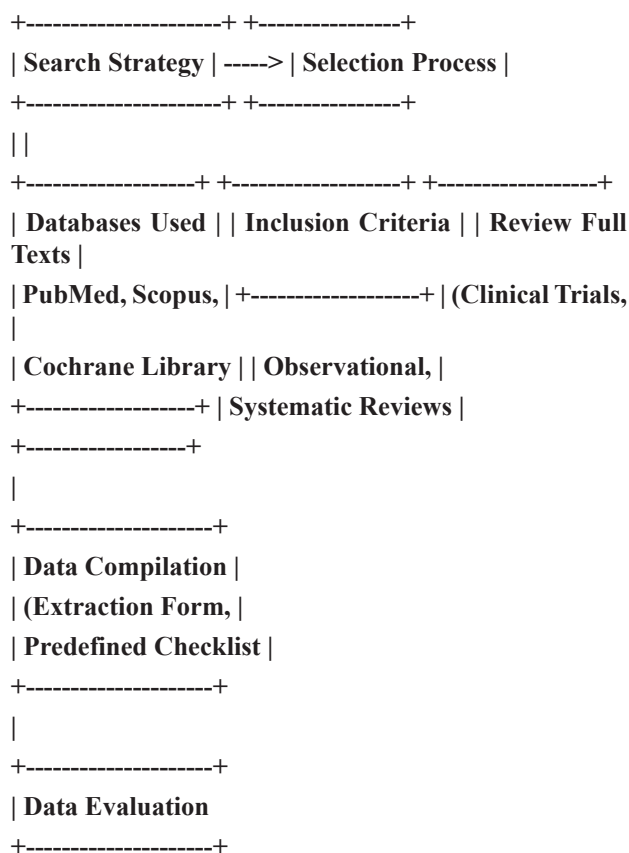 +----------------------+ +----------------+
| Search Strategy | -----> | Selection Process |
+----------------------+ +----------------+
| |
+-------------------+ +-------------------+ +------------------+
| Databases Used | | Inclusion Criteria | | Review Full
Texts |
| PubMed, Scopus, | +-------------------+ | (Clinical Trials,
|
| Cochrane Library | | Observational, |
+-------------------+ | Systematic Reviews |
+------------------+
|
+---------------------+
| Data Compilation |
| (Extraction Form, |
| Predefined Checklist |
+---------------------+
|
+---------------------+
| Data Evaluation
+---------------------+